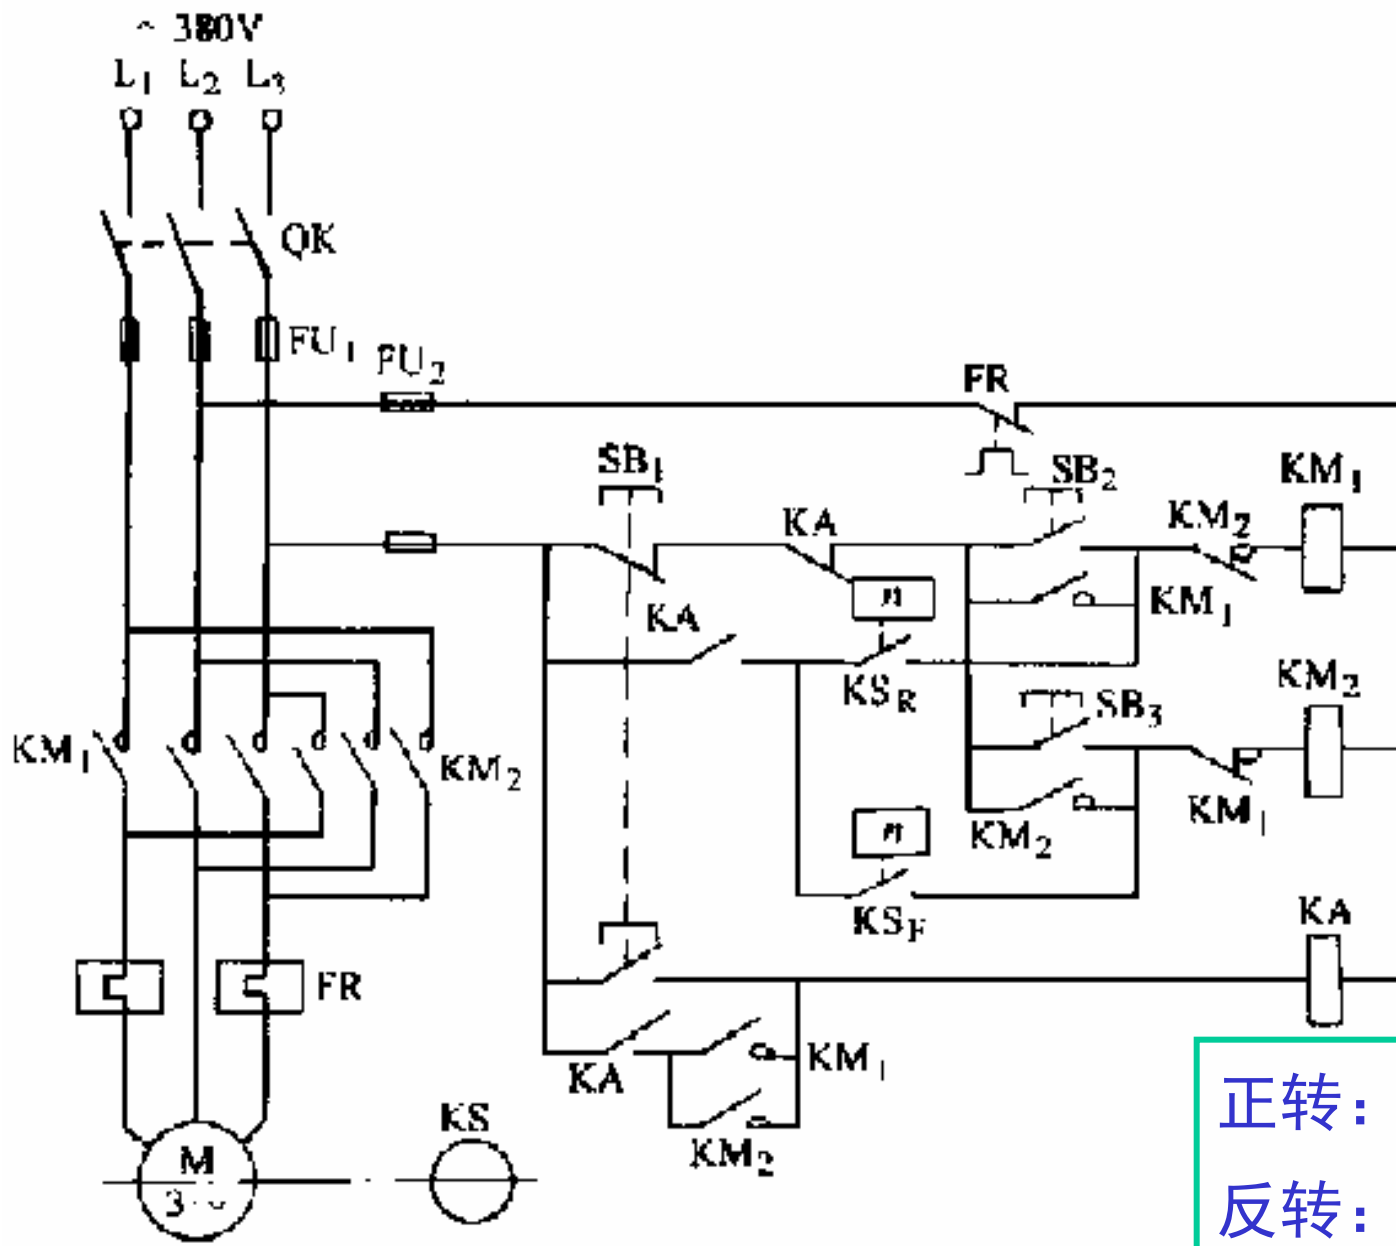 ~ 380V
L1 L2 L3
QK
FU1
FU2
FR
SB1
SB2
KM1
KA
KM2
n
KA
KM1
KSR
KM2
SB3
KM1
KM2
n
KM2
KM1
KSF
KA
FR
KA
KM1
KM2
KS
M
3 ~
正转：
反转：